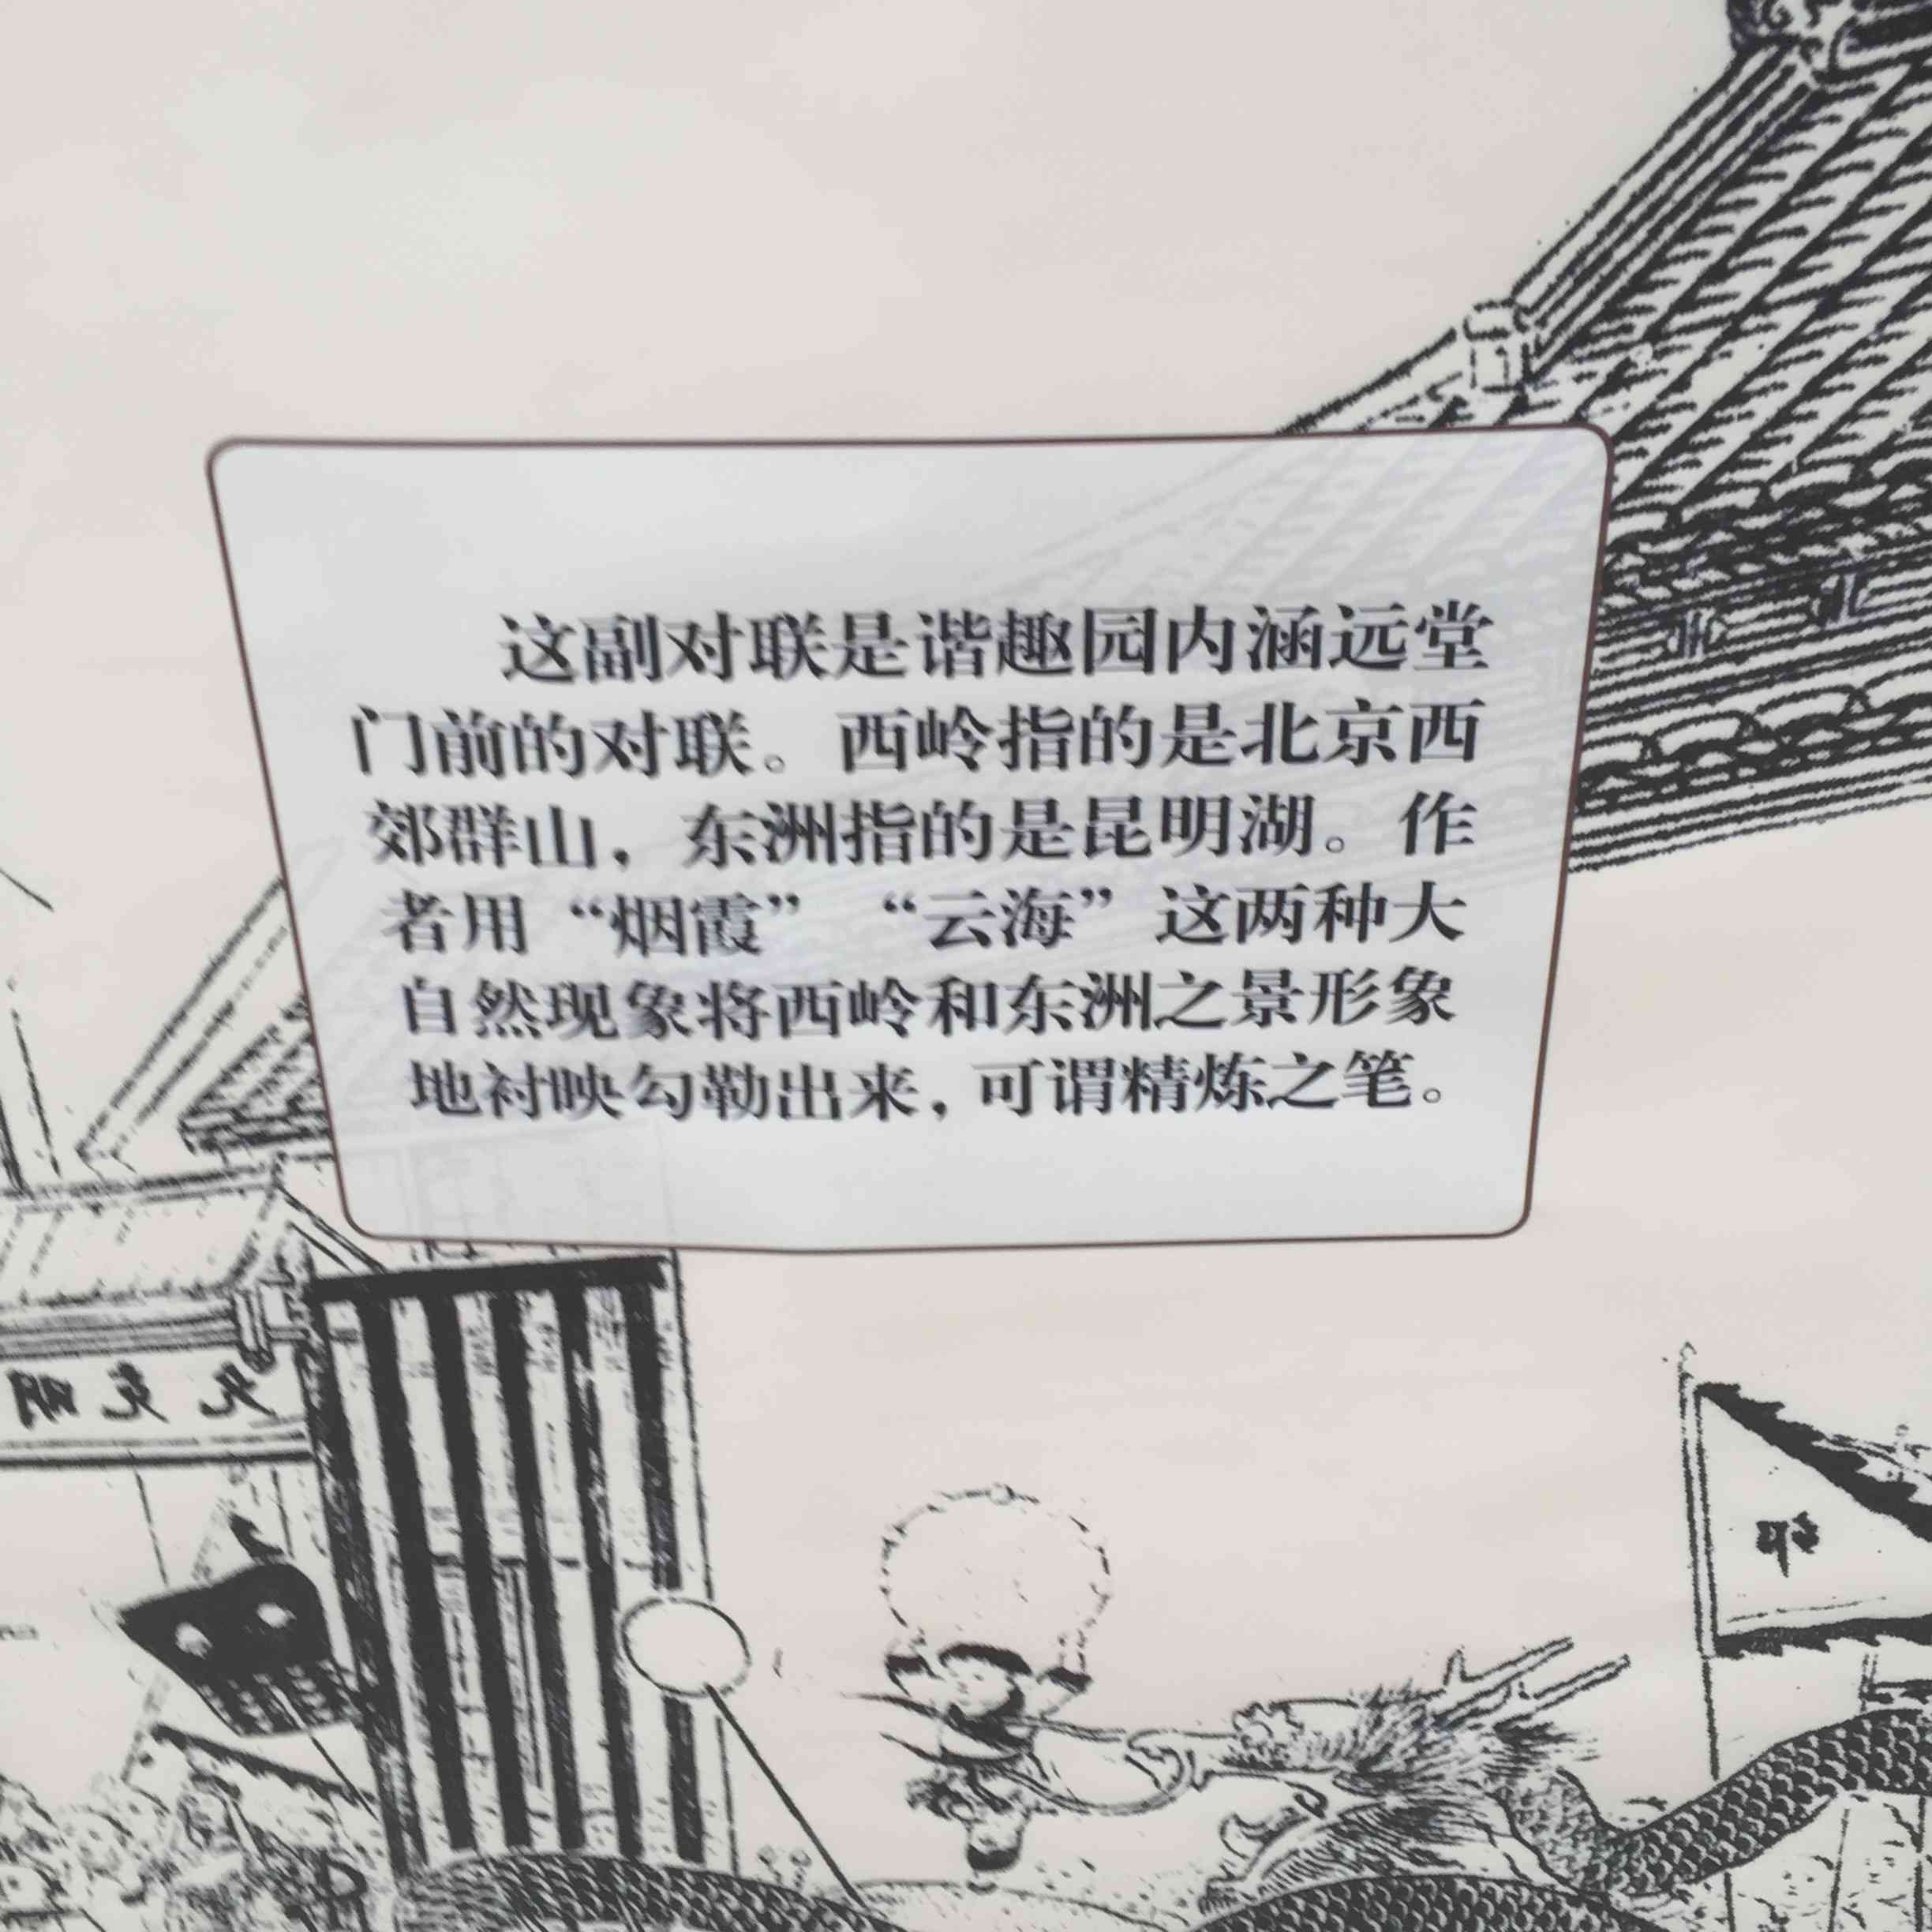 这副对联是谐趣园内涵远堂
门前的对联。西岭指的是北京西
郊群山，东洲指的是昆明湖。作
者用“烟霞”“云海”这两种大
自然现象将西岭和东洲之景形象
地衬映勾勒出来，可谓精炼之笔。